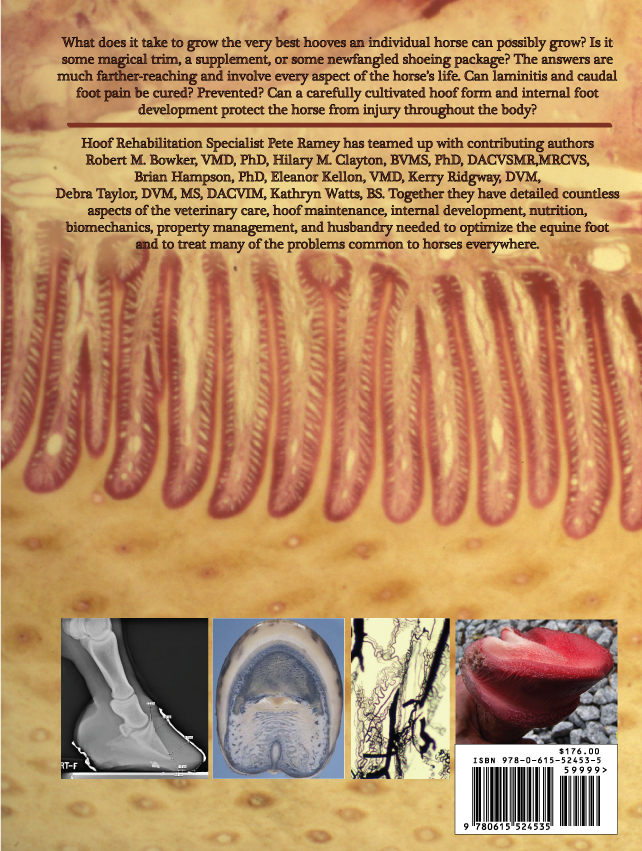 What does it take to grow the very best hooves an individual horse can possibly grow? Is it
some magical trim, a supplement, or some newfangled shoeing package? The answers are
much farther-reaching and involve every aspect of the horse's life. Can laminitis and caudal
foot pain be cured? Prevented? Can a carefully cultivated hoof form and internal foot
development protect the horse from injury throughout the body?
Hoof Rehabilitation Specialist Pete Ramey has teamed up with contributing authors
Robert M. Bowker, VMD, PhD, Hilary M. Clayton, BVMS, PhD, DACVSMR,MRCVS,
Brian Hampson, PhD, Eleanor Kellon, VMD, Kerry Ridgway, DVM,
Debra Taylor, DVM, MS, DACVIM, Kathryn Watts, BS. Together they have detailed countless
aspects of the veterinary care, hoof maintenance, internal development, nutrition,
biomechanics, property management, and husbandry needed to optimize the equine foot
and to treat many of the problems common to horses everywhere.
RT-F
$176.00
ISBN 978-0-615-52453-5
59999>
9 780615 524535